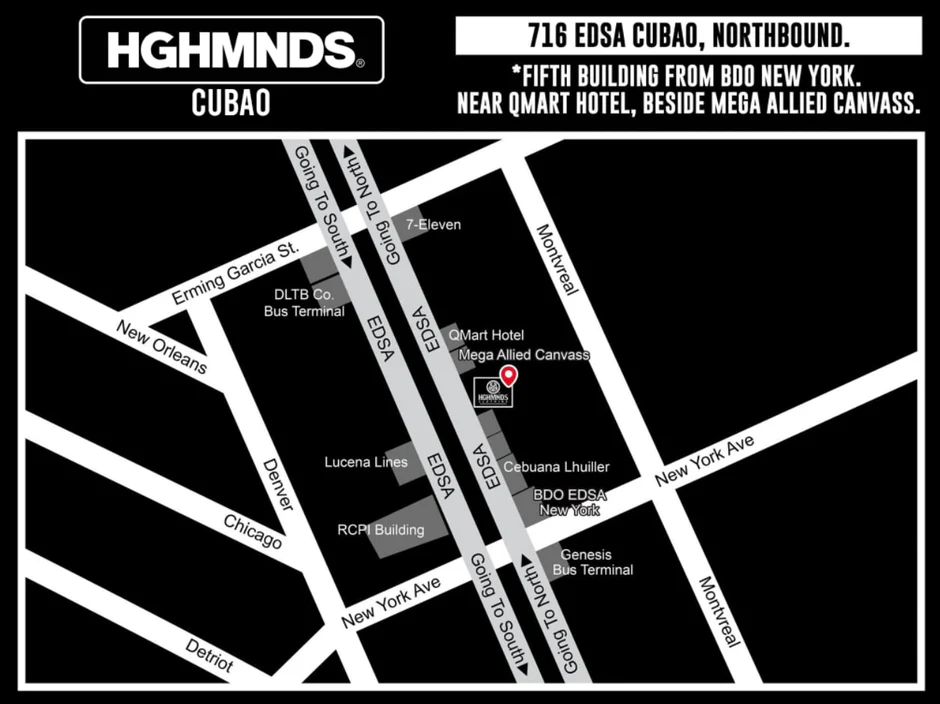 HGHMNDS®
CUBAO
716 EDSA CUBAO, NORTHBOUND.
*FIFTH BUILDING FROM BDO NEW YORK.
NEAR QMART HOTEL, BESIDE MEGA ALLIED CANVASS.
Going To South
Going To North
7-Eleven
Erming Garcia St.
Montvreal
DLTB Co.
Bus Terminal
EDSA
EDSA
New Orleans
QMart Hotel
Mega Allied Canvass
HGHMNDS
Lucena Lines
EDSA
EDSA
Cebuana Lhuiller
New York Ave
Denver
BDO EDSA
New York
Chicago
RCPI Building
Genesis
Bus Terminal
New York Ave
Going To South
Going To North
Montvreal
Detriot